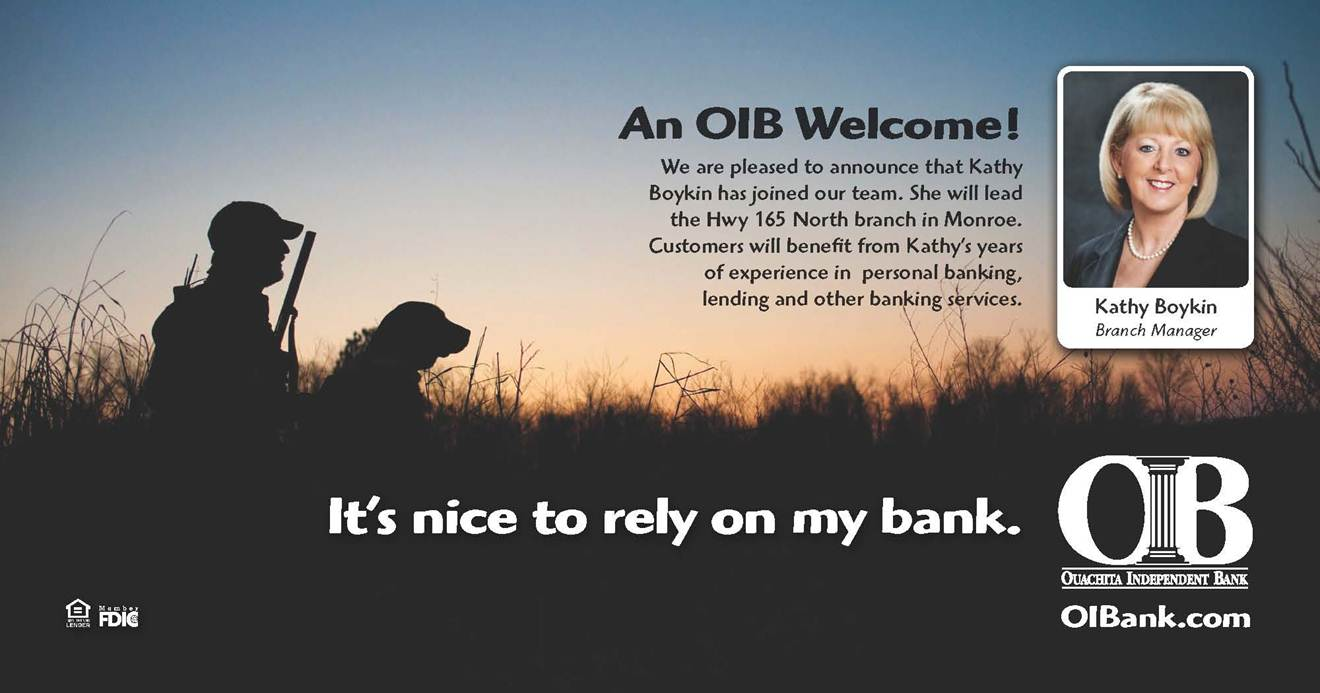 An OIB Welcome!
We are pleased to announce that Kathy
Boykin has joined our team. She will lead
the Hwy 165 North branch in Monroe.
Customers will benefit from Kathy's years
of experience in personal banking,
lending and other banking services.
Kathy Boykin
Branch Manager
It's nice to rely on my bank.
OIB
OUACHITA INDEPENDENT BANK
OIBank.com
LENDER
Member
FDIC